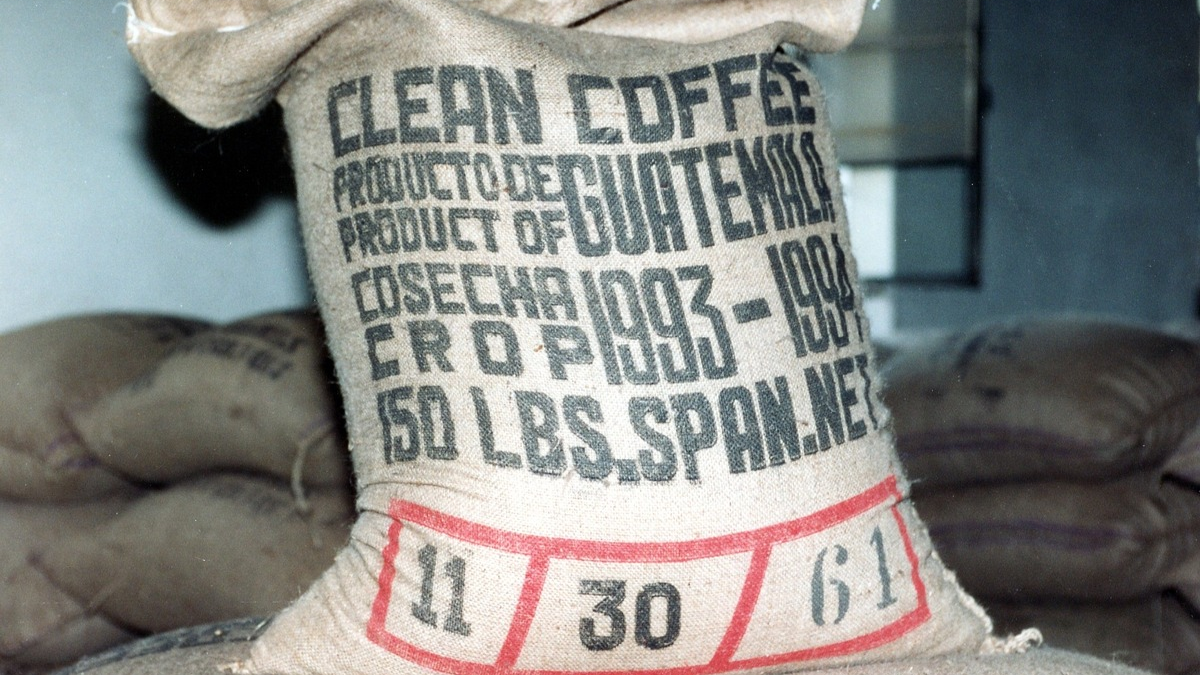 CLEAN COFFEE
PRODUCTO DE GUATEMALA
PRODUCT OF
COSECHA 1993-1994
CROP
150 LBS.SPAN.NET
11 30 61